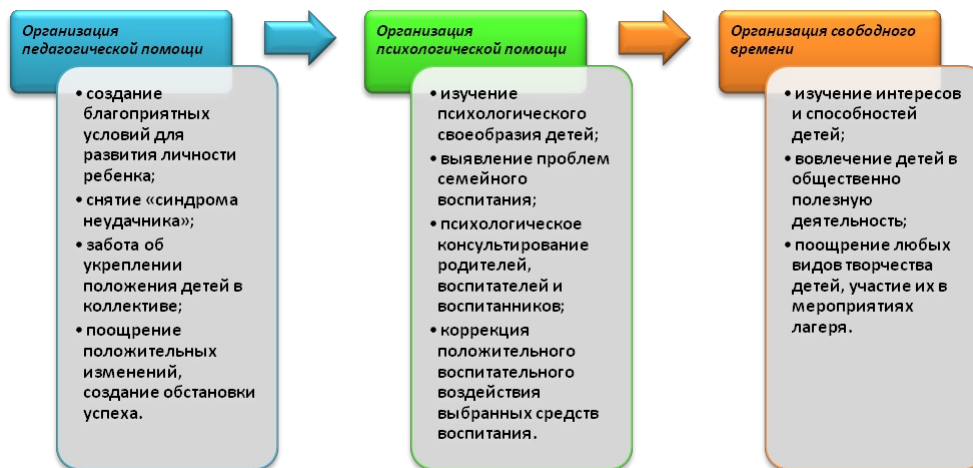 Организация
педагогической помощи
• создание
благоприятных
условий для
развития личности
ребенка;
• снятие «синдрома
неудачника»;
• забота об
укреплении
положения детей в
коллективе;
• поощрение
положительных
изменений,
создание обстановки
успеха.
Организация
психологической помощи
• изучение
психологического
своеобразия детей;
• выявление проблем
семейного
воспитания;
• психологическое
консультирование
родителей,
воспитателей и
воспитанников;
• коррекция
положительного
воспитательного
воздействия
выбранных средств
воспитания.
Организация свободного
времени
• изучение интересов
и способностей
детей;
• вовлечение детей в
общественно
полезную
деятельность;
• поощрение любых
видов творчества
детей, участие их в
мероприятиях
лагеря.